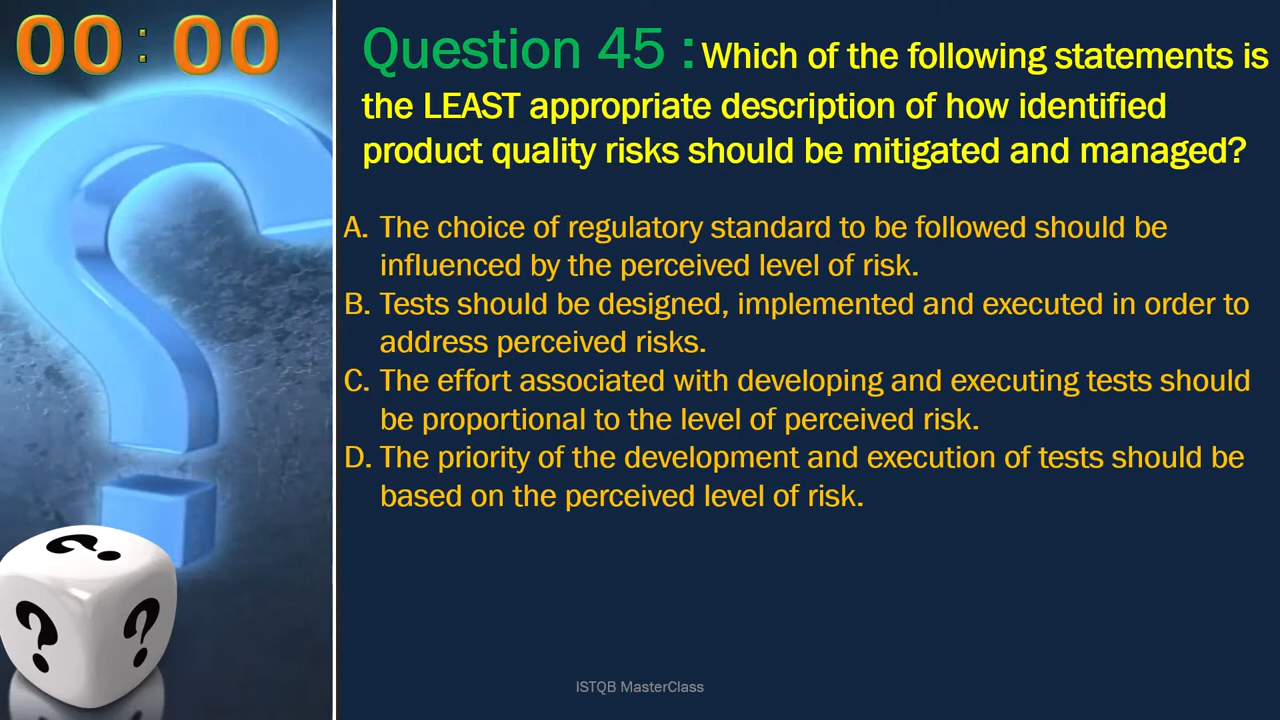 00:00
Question 45 : Which of the following statements is
the LEAST appropriate description of how identified
product quality risks should be mitigated and managed?
A. The choice of regulatory standard to be followed should be
influenced by the perceived level of risk.
B. Tests should be designed, implemented and executed in order to
address perceived risks.
C. The effort associated with developing and executing tests should
be proportional to the level of perceived risk.
D. The priority of the development and execution of tests should be
based on the perceived level of risk.
? ? ?
ISTQB MasterClass